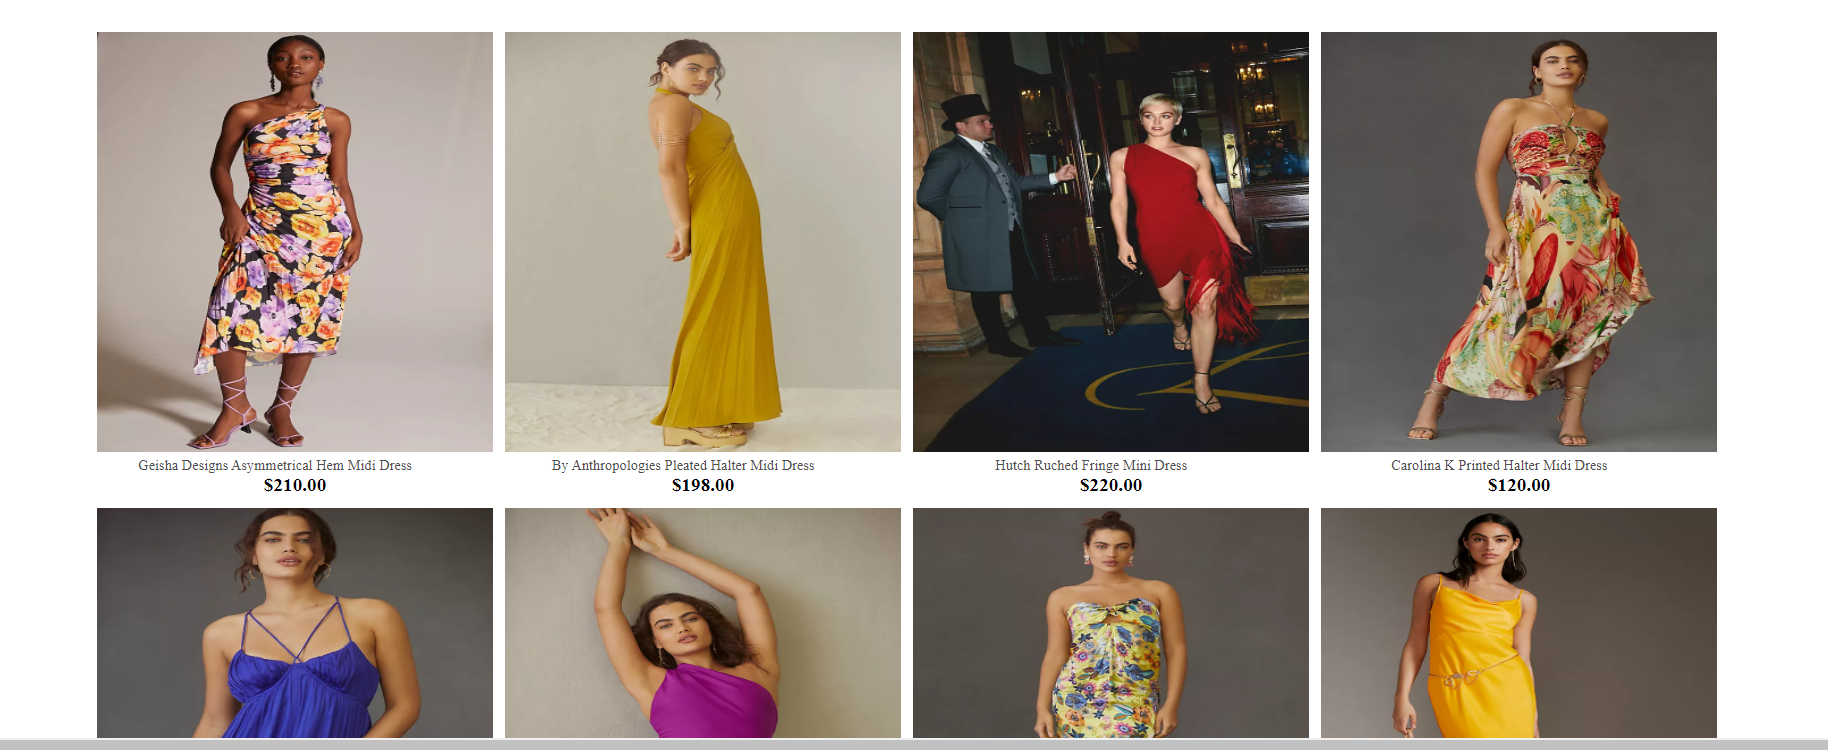 Geisha Designs Asymmetrical Hem Midi Dress
$210.00
By Anthropologies Pleated Halter Midi Dress
$198.00
Hutch Ruched Fringe Mini Dress
$220.00
Carolina K Printed Halter Midi Dress
$120.00